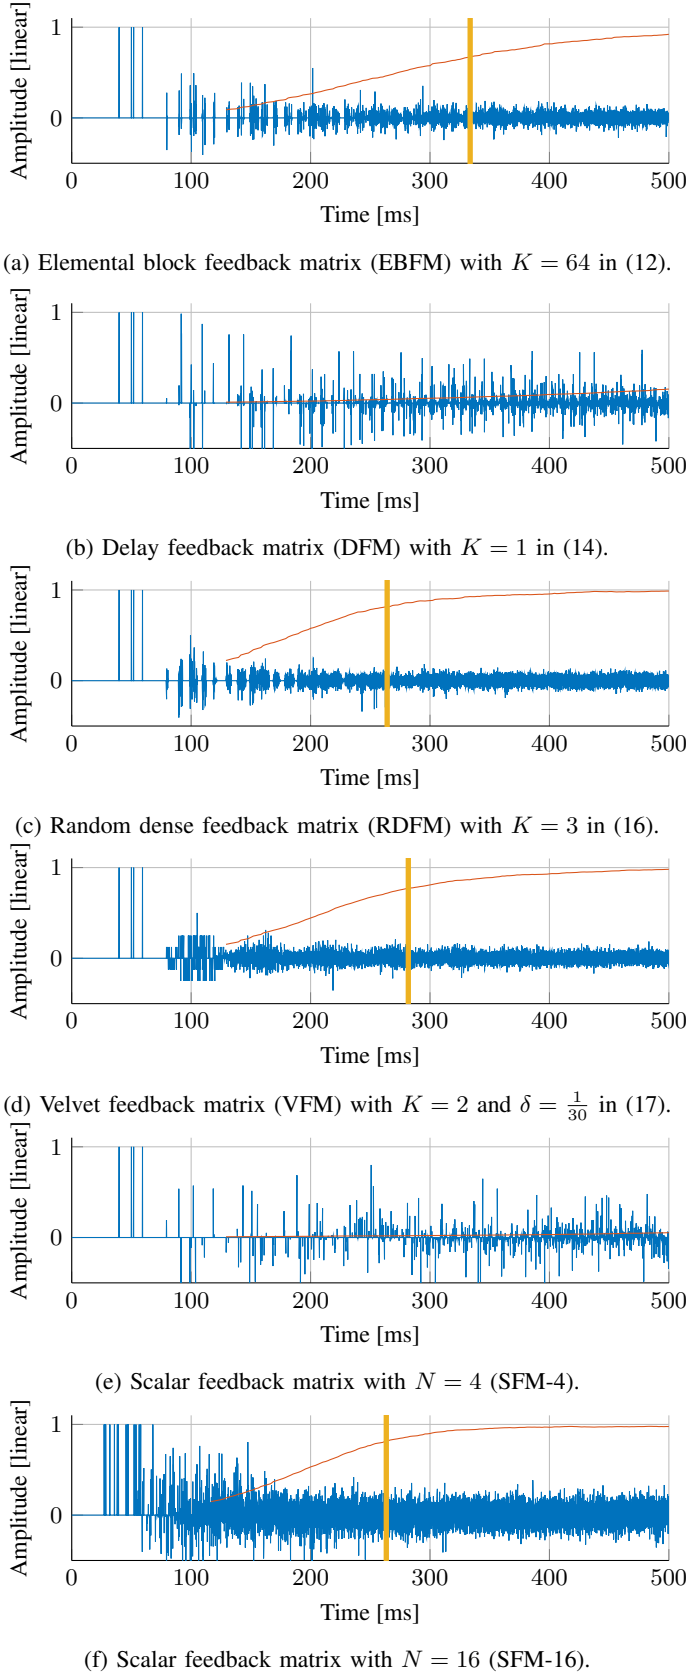 Amplitude [linear]
1
0
0 100 200 300 400 500
Time [ms]
(a) Elemental block feedback matrix (EBFM) with K = 64 in (12).
Amplitude [linear]
1
0
0 100 200 300 400 500
Time [ms]
(b) Delay feedback matrix (DFM) with K = 1 in (14).
Amplitude [linear]
1
0
0 100 200 300 400 500
Time [ms]
(c) Random dense feedback matrix (RDFM) with K = 3 in (16).
Amplitude [linear]
1
0
0 100 200 300 400 500
Time [ms]
(d) Velvet feedback matrix (VFM) with K = 2 and δ = 1/30 in (17).
Amplitude [linear]
1
0
0 100 200 300 400 500
Time [ms]
(e) Scalar feedback matrix with N = 4 (SFM-4).
Amplitude [linear]
1
0
0 100 200 300 400 500
Time [ms]
(f) Scalar feedback matrix with N = 16 (SFM-16).